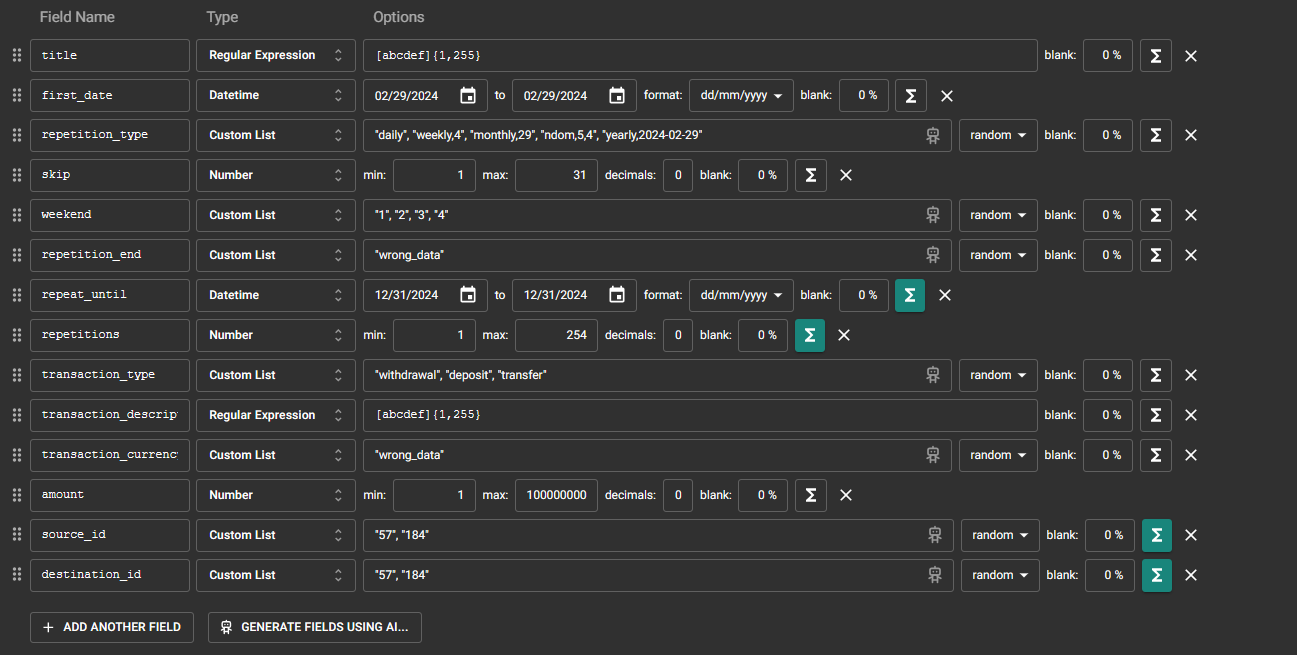 Field Name Type Options
title Regular Expression [abcdef]{1,255} blank: 0 % Σ
first_date Datetime 02/29/2024 to 02/29/2024 format: dd/mm/yyyy blank: 0 % Σ
repetition_type Custom List "daily", "weekly,4", "monthly,29", "ndom,5,4", "yearly,2024-02-29" random blank: 0 % Σ
skip Number min: 1 max: 31 decimals: 0 blank: 0 % Σ
weekend Custom List "1", "2", "3", "4" random blank: 0 % Σ
repetition_end Custom List "wrong_data" random blank: 0 % Σ
repeat_until Datetime 12/31/2024 to 12/31/2024 format: dd/mm/yyyy blank: 0 % Σ
repetitions Number min: 1 max: 254 decimals: 0 blank: 0 % Σ
transaction_type Custom List "withdrawal", "deposit", "transfer" random blank: 0 % Σ
transaction_descrip Regular Expression [abcdef]{1,255} blank: 0 % Σ
transaction_currenc Custom List "wrong_data" random blank: 0 % Σ
amount Number min: 1 max: 100000000 decimals: 0 blank: 0 % Σ
source_id Custom List "57", "184" random blank: 0 % Σ
destination_id Custom List "57", "184" random blank: 0 % Σ
+ ADD ANOTHER FIELD GENERATE FIELDS USING AI...